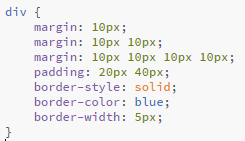 div {
    margin: 10px;
    margin: 10px 10px;
    margin: 10px 10px 10px 10px;
    padding: 20px 40px;
    border-style: solid;
    border-color: blue;
    border-width: 5px;
}